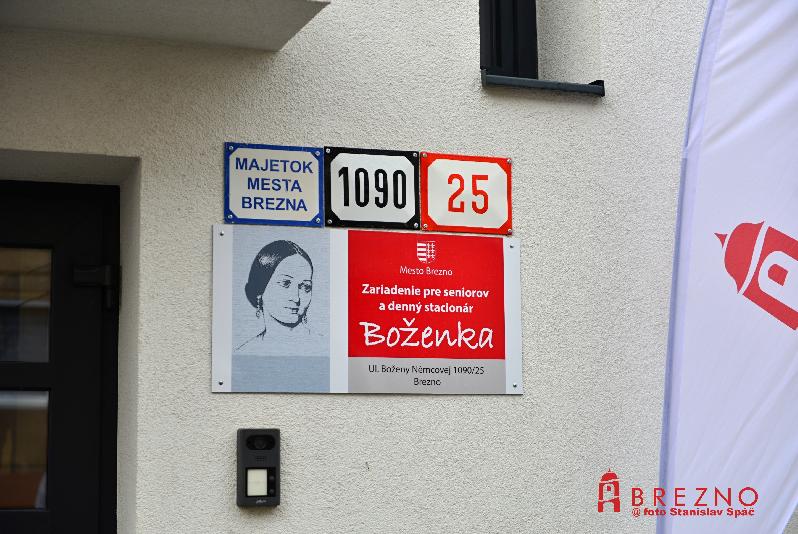 MAJETOK
MESTA
BREZNA
1090
25
Mesto Brezno
Zariadenie pre seniorov
a denný stacionár
Boženka
Ul. Boženy Němcovej 1090/25
Brezno
BREZNO
@ foto Stanislav Spáč